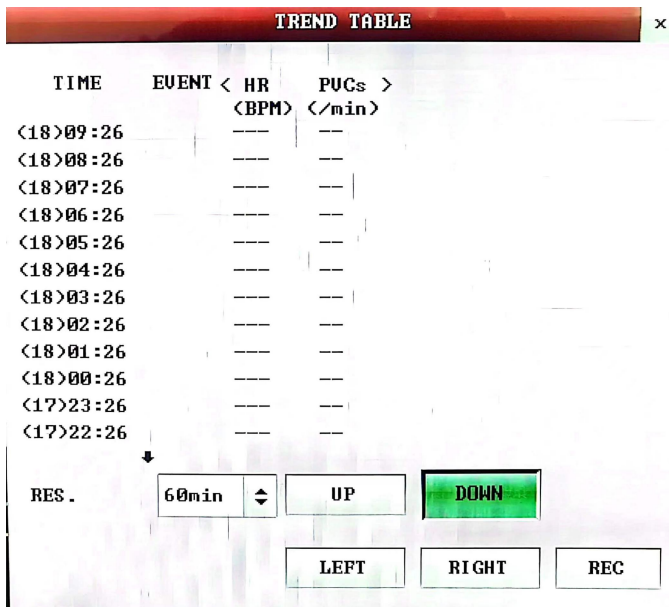 TREND TABLE ×
TIME EVENT < HR PVCs >
(BPM) (/min)
(18)09:26 --- --
(18)08:26 --- --
(18)07:26 --- --
(18)06:26 --- --
(18)05:26 --- --
(18)04:26 --- --
(18)03:26 --- --
(18)02:26 --- --
(18)01:26 --- --
(18)00:26 --- --
(17)23:26 --- --
(17)22:26 --- --
RES. 60min UP DOWN
LEFT RIGHT REC